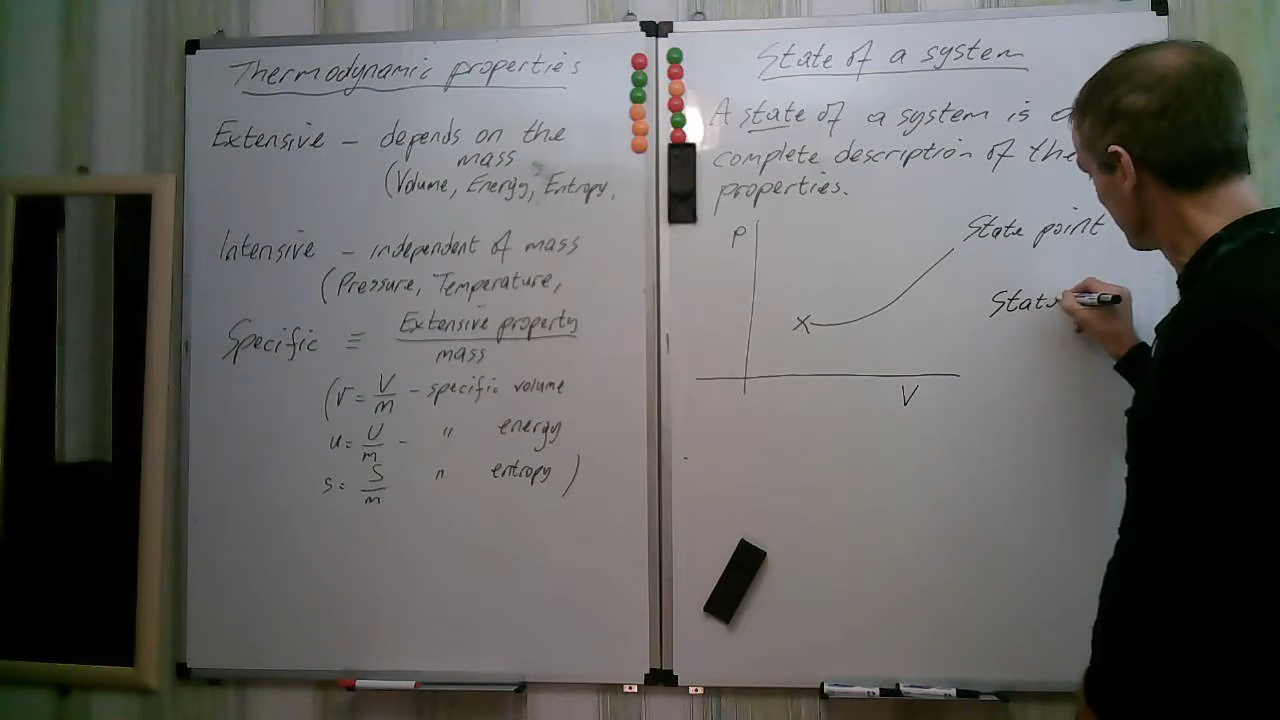 Thermodynamic properties
Extensive – depends on the
mass
(Volume, Energy, Entropy,
Intensive – independent of mass
(Pressure, Temperature,
Specific ≡ Extensive property
mass
(v = V/m – specific volume
u = U/m – " energy
s = S/m " entropy)
State of a system
A state of a system is a
complete description of the
properties.
P
State point
State
V